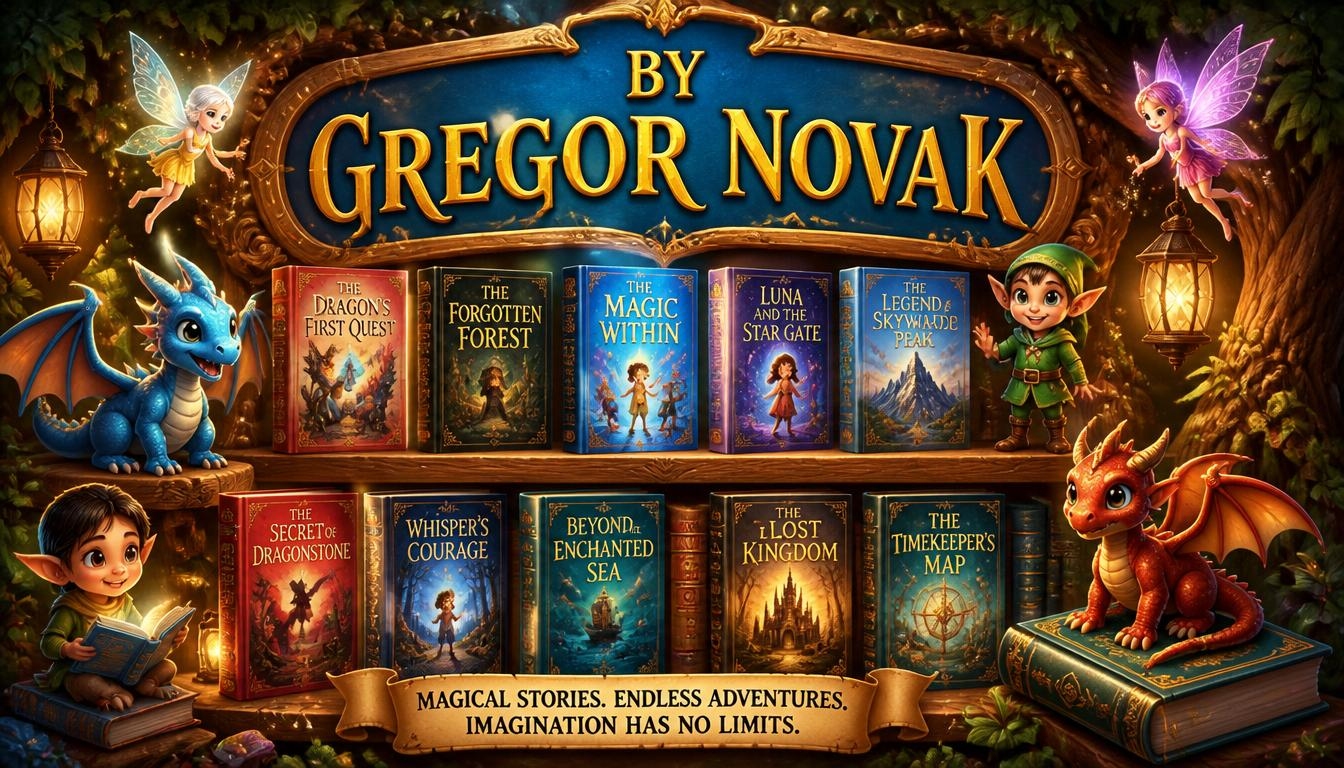 BY
GREGOR NOVAK
THE
DRAGON'S
FIRST QUEST
THE
FORGOTTEN
FOREST
THE
MAGIC
WITHIN
LUNA
AND THE
STAR GATE
THE
LEGEND
PEAK
THE
SECRET OF
DRAGONSTONE
WHISPER'S
COURAGE
BEYOND
ENCHANTED
SEA
THE
LOST
KINGDOM
THE
TIMEKEEPER'S
MAP
MAGICAL STORIES. ENDLESS ADVENTURES.
IMAGINATION HAS NO LIMITS.